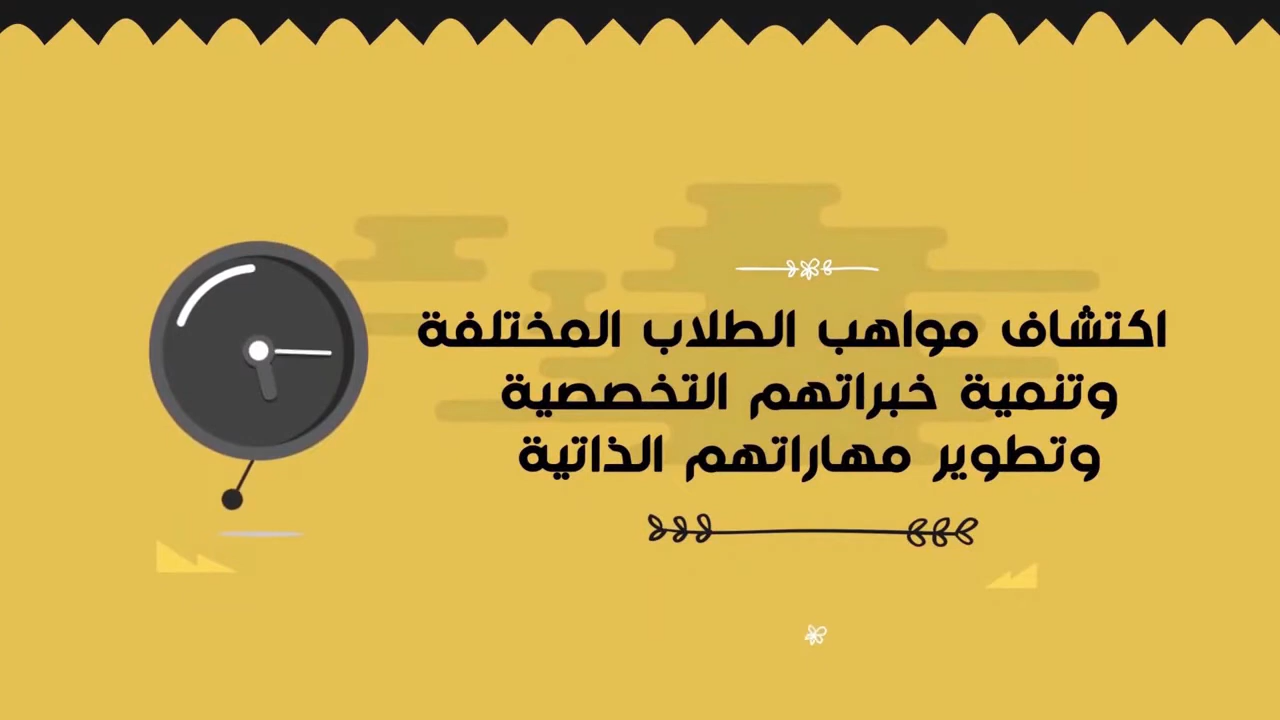 اكتشاف مواهب الطلاب المختلفة
وتنمية خبراتهم التخصصية
وتطوير مهاراتهم الذاتية